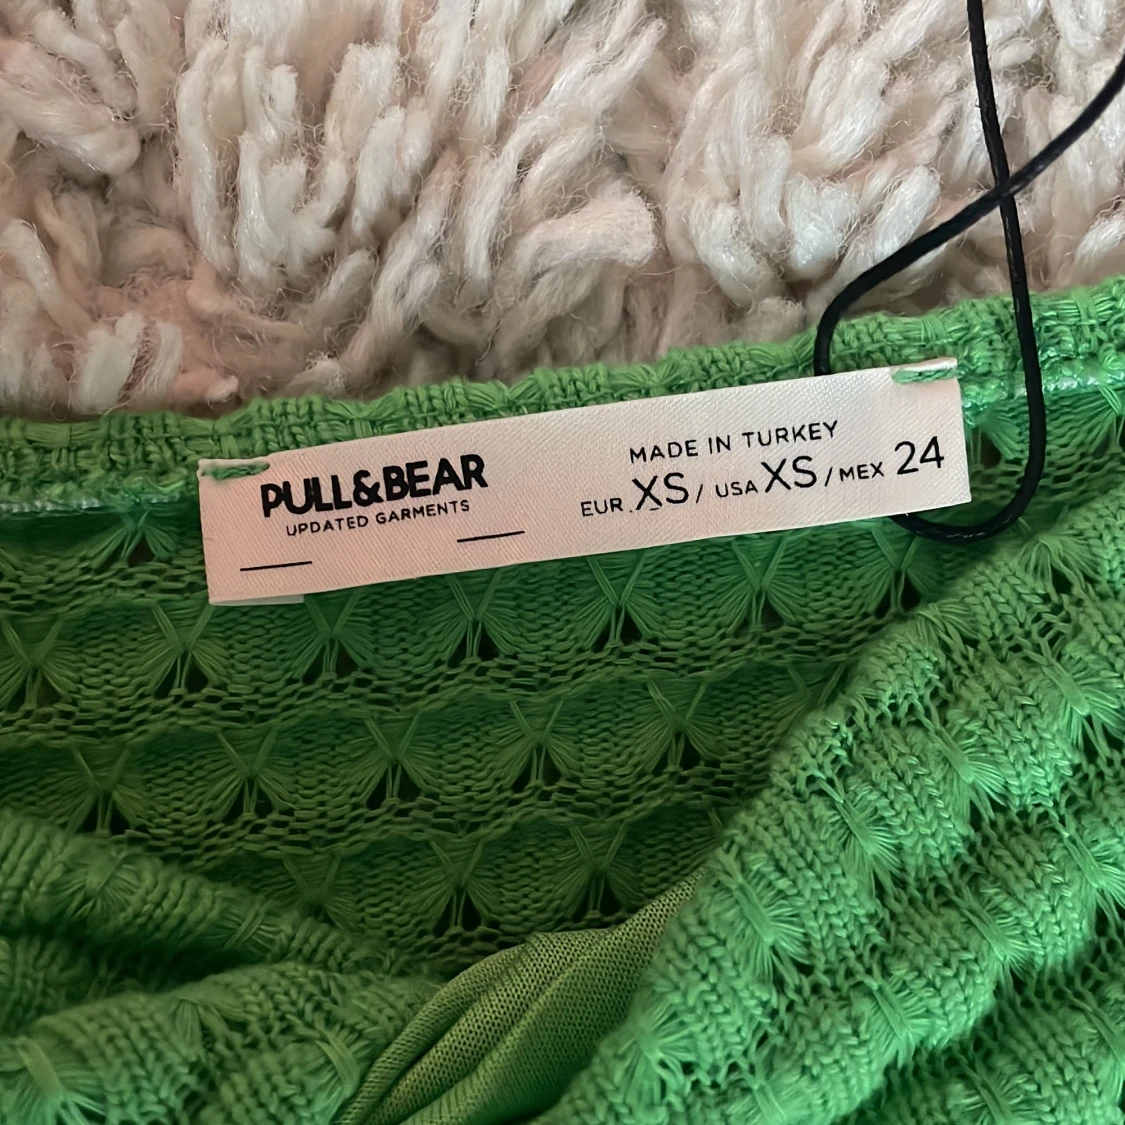 PULL&BEAR
UPDATED GARMENTS
MADE IN TURKEY
EUR XS / USA XS / MEX 24